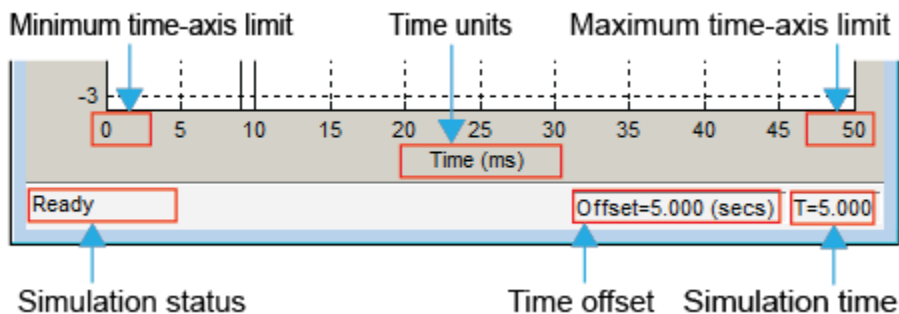 Minimum time-axis limit Time units Maximum time-axis limit
-3
0 5 10 15 20 25 30 35 40 45 50
Time (ms)
Ready Offset=5.000 (secs) T=5.000
Simulation status Time offset Simulation time